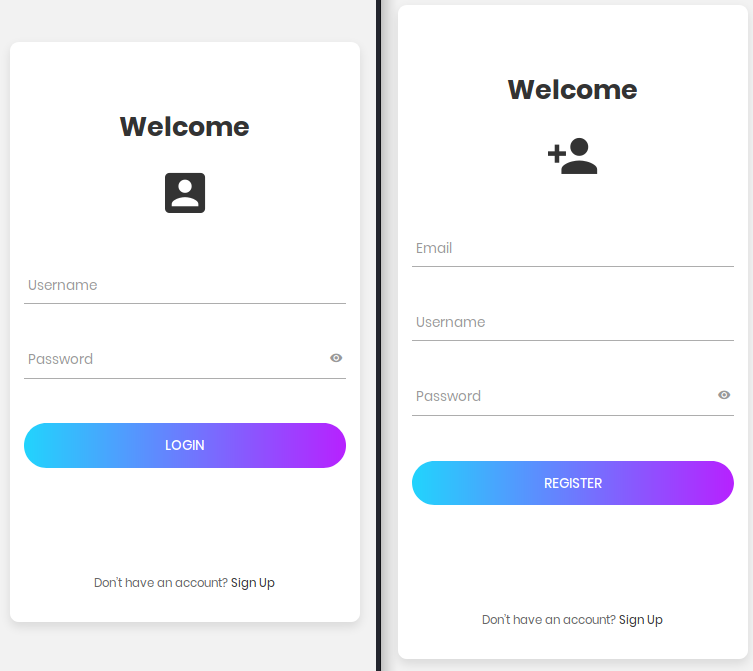 Welcome
Username
Password
LOGIN
Don't have an account? Sign Up
Welcome
Email
Username
Password
REGISTER
Don't have an account? Sign Up